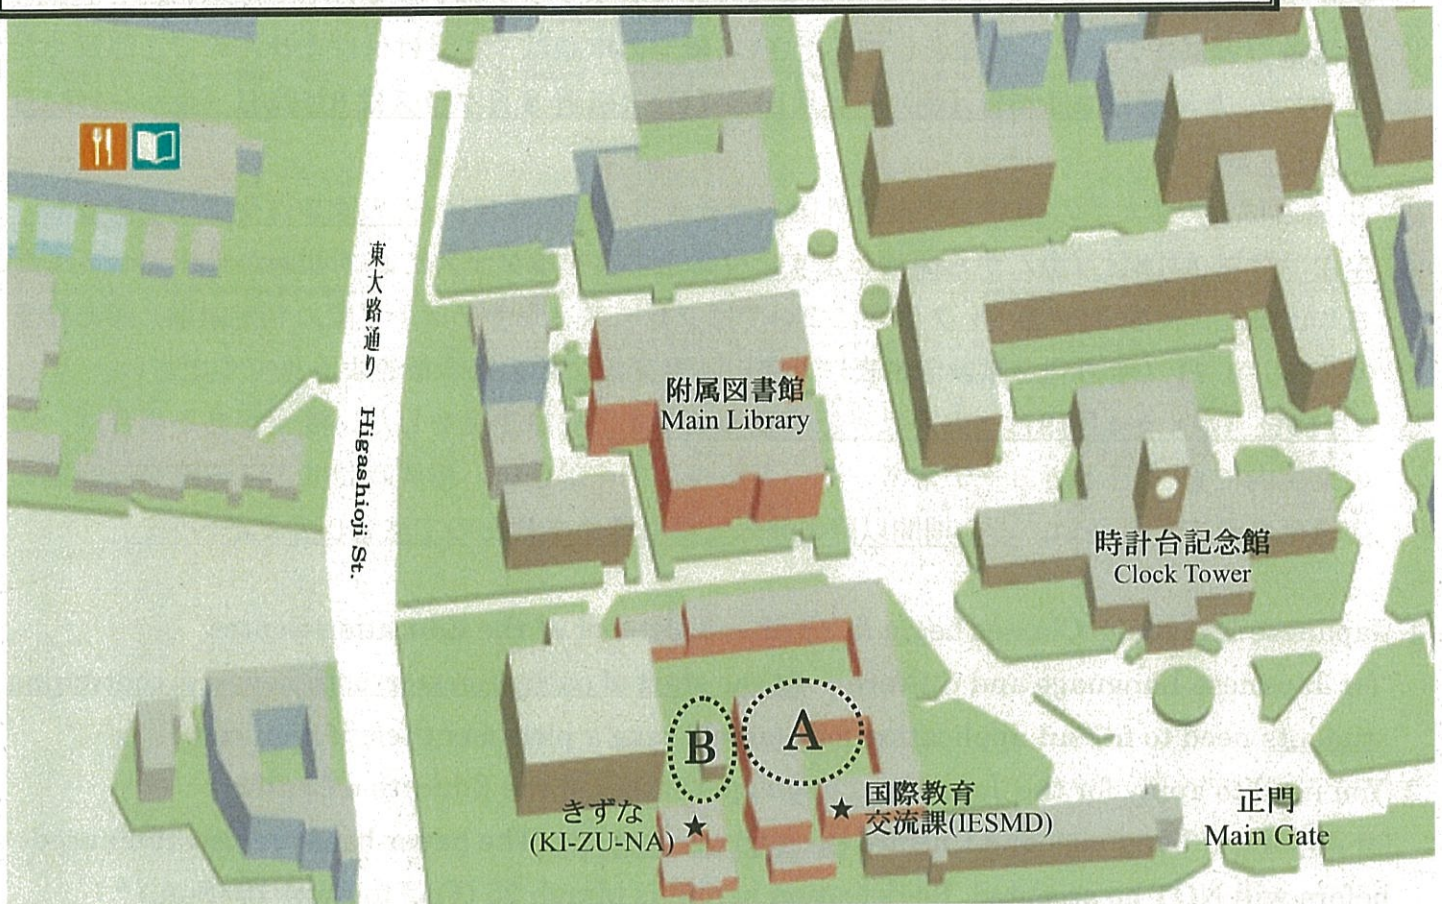 東大路通り
Higashioji St.
附属図書館
Main Library
時計台記念館
Clock Tower
A
B
きずな
(KI-ZU-NA)
★
★
国際教育
交流課(IESMD)
正門
Main Gate